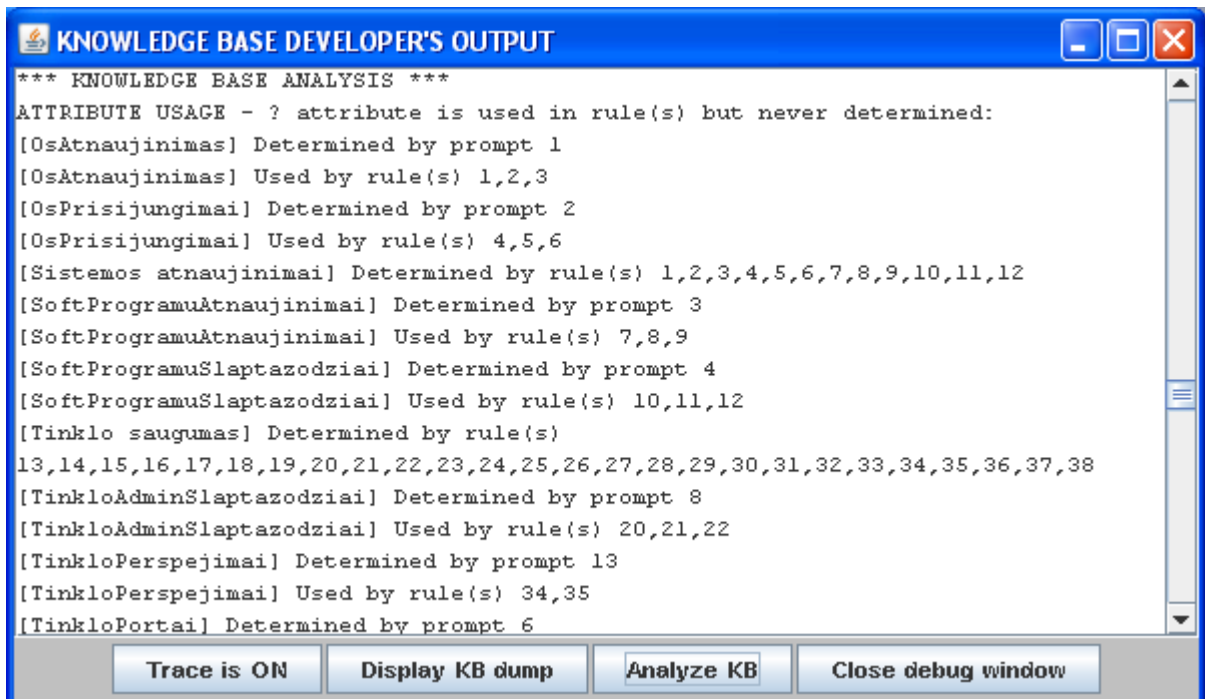 KNOWLEDGE BASE DEVELOPER'S OUTPUT
*** KNOWLEDGE BASE ANALYSIS ***
ATTRIBUTE USAGE - ? attribute is used in rule(s) but never determined:
[OsAtnaujinimas] Determined by prompt 1
[OsAtnaujinimas] Used by rule(s) 1,2,3
[OsPrisijungimai] Determined by prompt 2
[OsPrisijungimai] Used by rule(s) 4,5,6
[Sistemos atnaujinimai] Determined by rule(s) 1,2,3,4,5,6,7,8,9,10,11,12
[SoftProgramuAtnaujinimai] Determined by prompt 3
[SoftProgramuAtnaujinimai] Used by rule(s) 7,8,9
[SoftProgramuSlaptazodziai] Determined by prompt 4
[SoftProgramuSlaptazodziai] Used by rule(s) 10,11,12
[Tinklo saugumas] Determined by rule(s)
13,14,15,16,17,18,19,20,21,22,23,24,25,26,27,28,29,30,31,32,33,34,35,36,37,38
[TinkloAdminSlaptazodziai] Determined by prompt 8
[TinkloAdminSlaptazodziai] Used by rule(s) 20,21,22
[TinkloPerspejimai] Determined by prompt 13
[TinkloPerspejimai] Used by rule(s) 34,35
[TinkloPortai] Determined by prompt 6
Trace is ON Display KB dump Analyze KB Close debug window